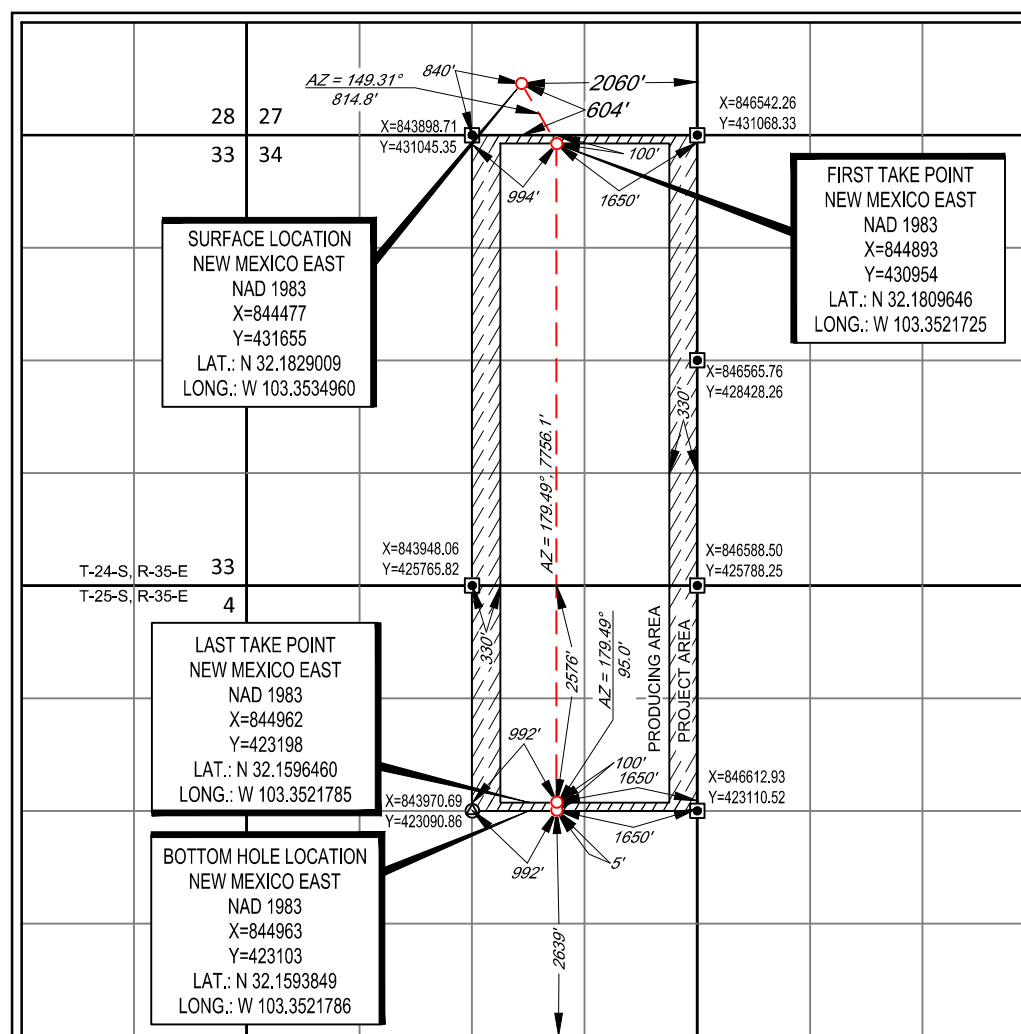 840'
2060'
AZ = 149.31°
814.8'
604'
28 27
X=843898.71
Y=431045.35
X=846542.26
Y=431068.33
33 34
100'
994'
1650'
SURFACE LOCATION
NEW MEXICO EAST
NAD 1983
X=844477
Y=431655
LAT.: N 32.1829009
LONG.: W 103.3534960
FIRST TAKE POINT
NEW MEXICO EAST
NAD 1983
X=844893
Y=430954
LAT.: N 32.1809646
LONG.: W 103.3521725
X=846565.76
Y=428428.26
330'
AZ = 179.49°, 7756.1'
X=843948.06
Y=425765.82
X=846588.50
Y=425788.25
T-24-S, R-35-E
33
T-25-S, R-35-E
4
330'
2576'
AZ = 179.49°
95.0'
PRODUCING AREA
PROJECT AREA
LAST TAKE POINT
NEW MEXICO EAST
NAD 1983
X=844962
Y=423198
LAT.: N 32.1596460
LONG.: W 103.3521785
992'
100'
1650'
X=846612.93
Y=423110.52
X=843970.69
Y=423090.86
1650'
992'
5'
BOTTOM HOLE LOCATION
NEW MEXICO EAST
NAD 1983
X=844963
Y=423103
LAT.: N 32.1593849
LONG.: W 103.3521786
2639'